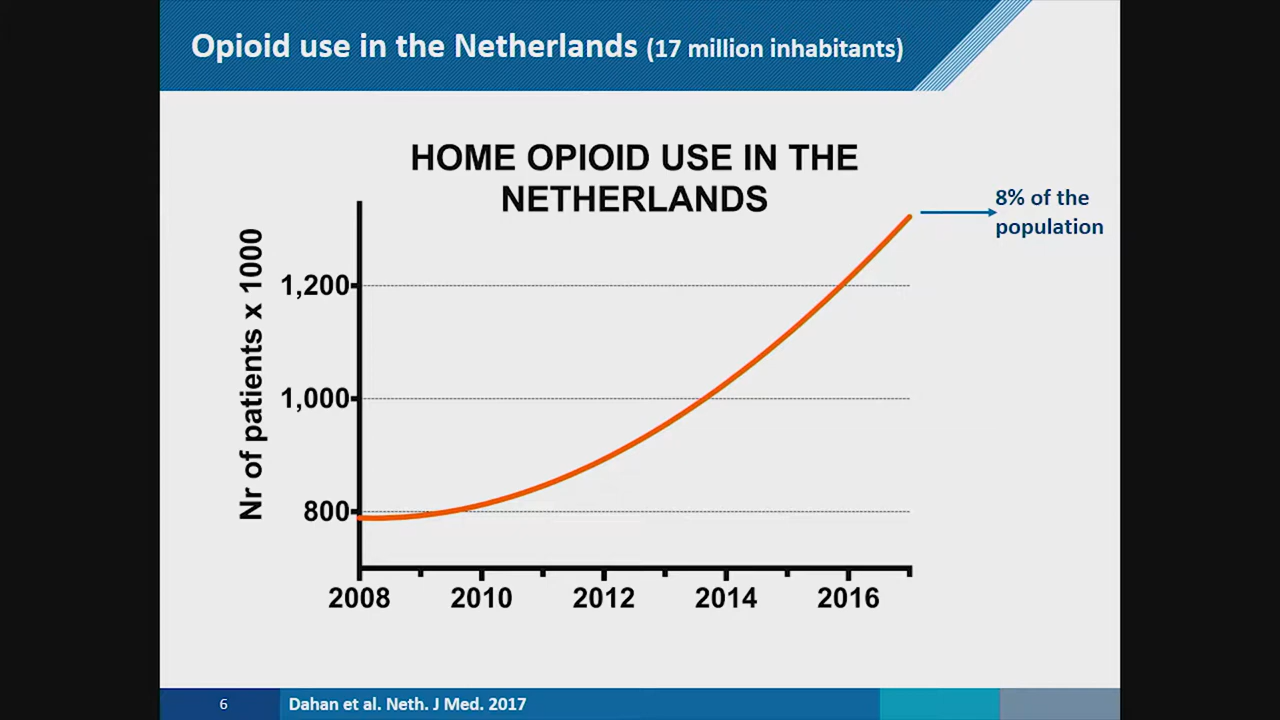 Opioid use in the Netherlands (17 million inhabitants)
HOME OPIOID USE IN THE
NETHERLANDS
8% of the
population
Nr of patients x 1000
1,200
1,000
800
2008 2010 2012 2014 2016
6 Dahan et al. Neth. J Med. 2017